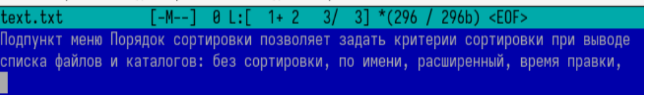 text.txt [-M--] 0 L:[ 1+ 2 3/ 3] *(296 / 296b) <EOF>
Подпункт меню Порядок сортировки позволяет задать критерии сортировки при выводе
списка файлов и каталогов: без сортировки, по имени, расширенный, время правки,